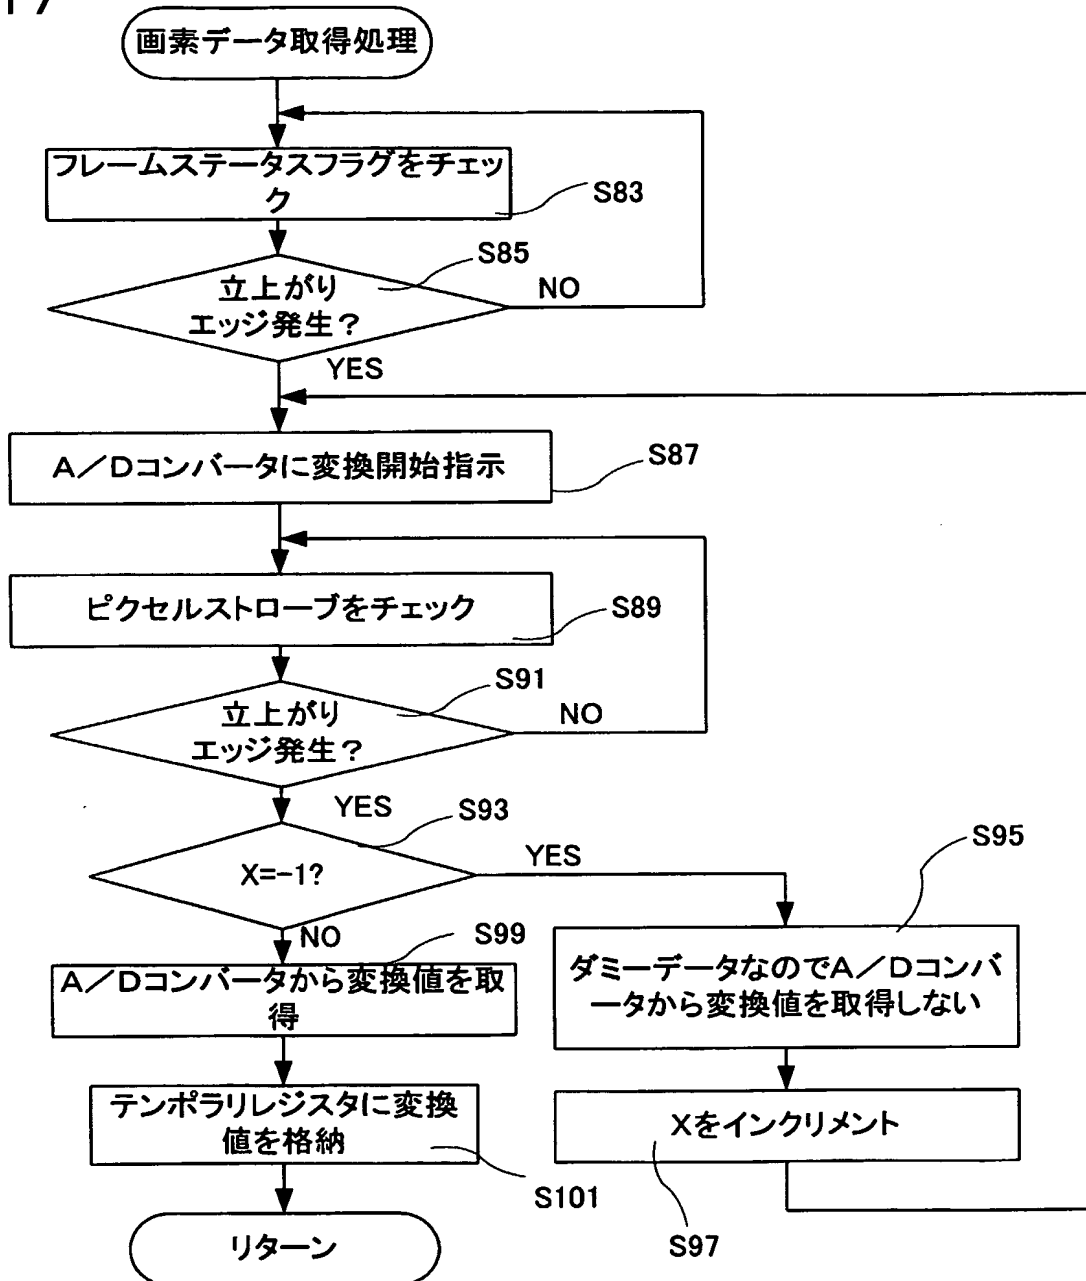 画素データ取得処理
フレームステータスフラグをチェッ
ク
S83
S85
立上がり
エッジ発生？
NO
YES
A／Dコンバータに変換開始指示
S87
ピクセルストローブをチェック
S89
S91
立上がり
エッジ発生？
NO
YES
S93
X=-1?
YES
S95
NO
S99
A／Dコンバータから変換値を取
得
ダミーデータなのでA／Dコンバ
ータから変換値を取得しない
テンポラリレジスタに変換
値を格納
S101
Xをインクリメント
S97
リターン